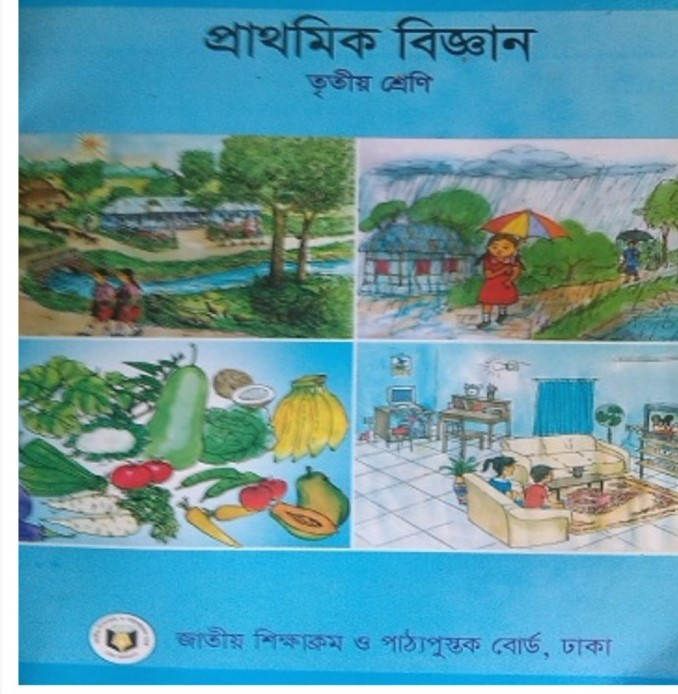 প্রাথমিক বিজ্ঞান
তৃতীয় শ্রেণি
জাতীয় শিক্ষাক্রম ও পাঠ্যপুস্তক বোর্ড, ঢাকা